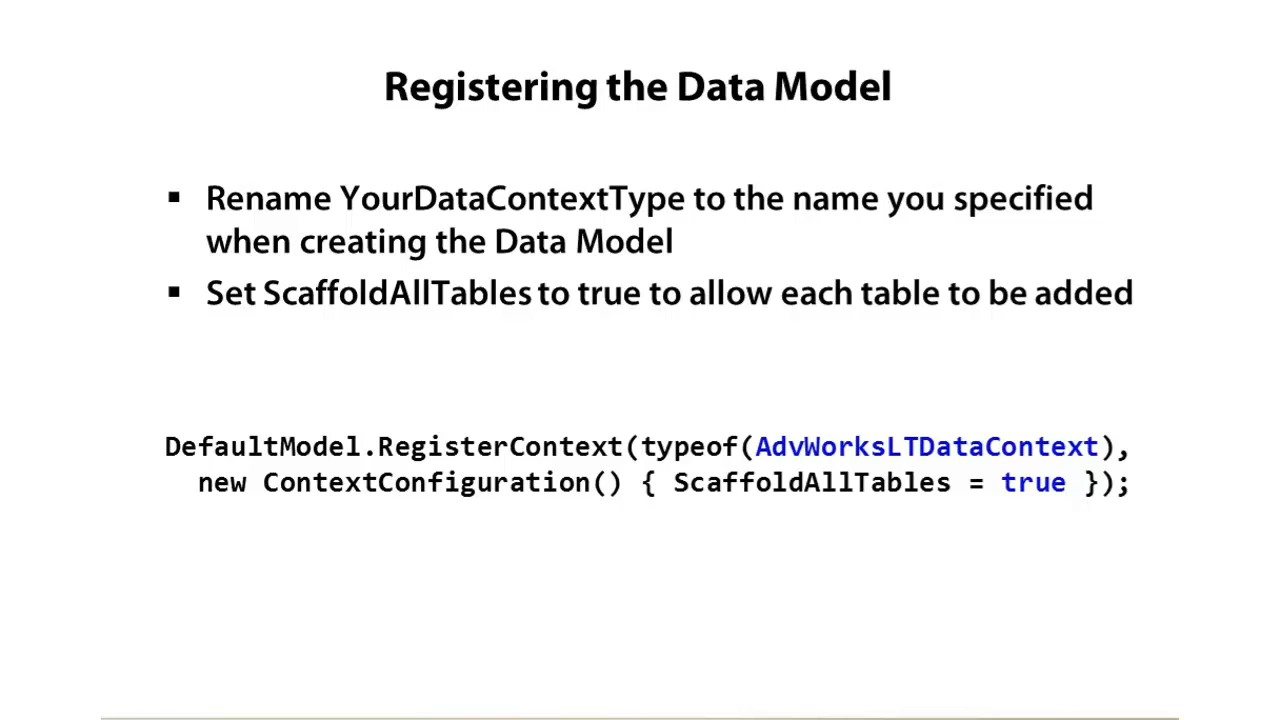 Registering the Data Model
▪ Rename YourDataContextType to the name you specified
when creating the Data Model
▪ Set ScaffoldAllTables to true to allow each table to be added
DefaultModel.RegisterContext(typeof(AdvWorksLTDataContext),
new ContextConfiguration() { ScaffoldAllTables = true });